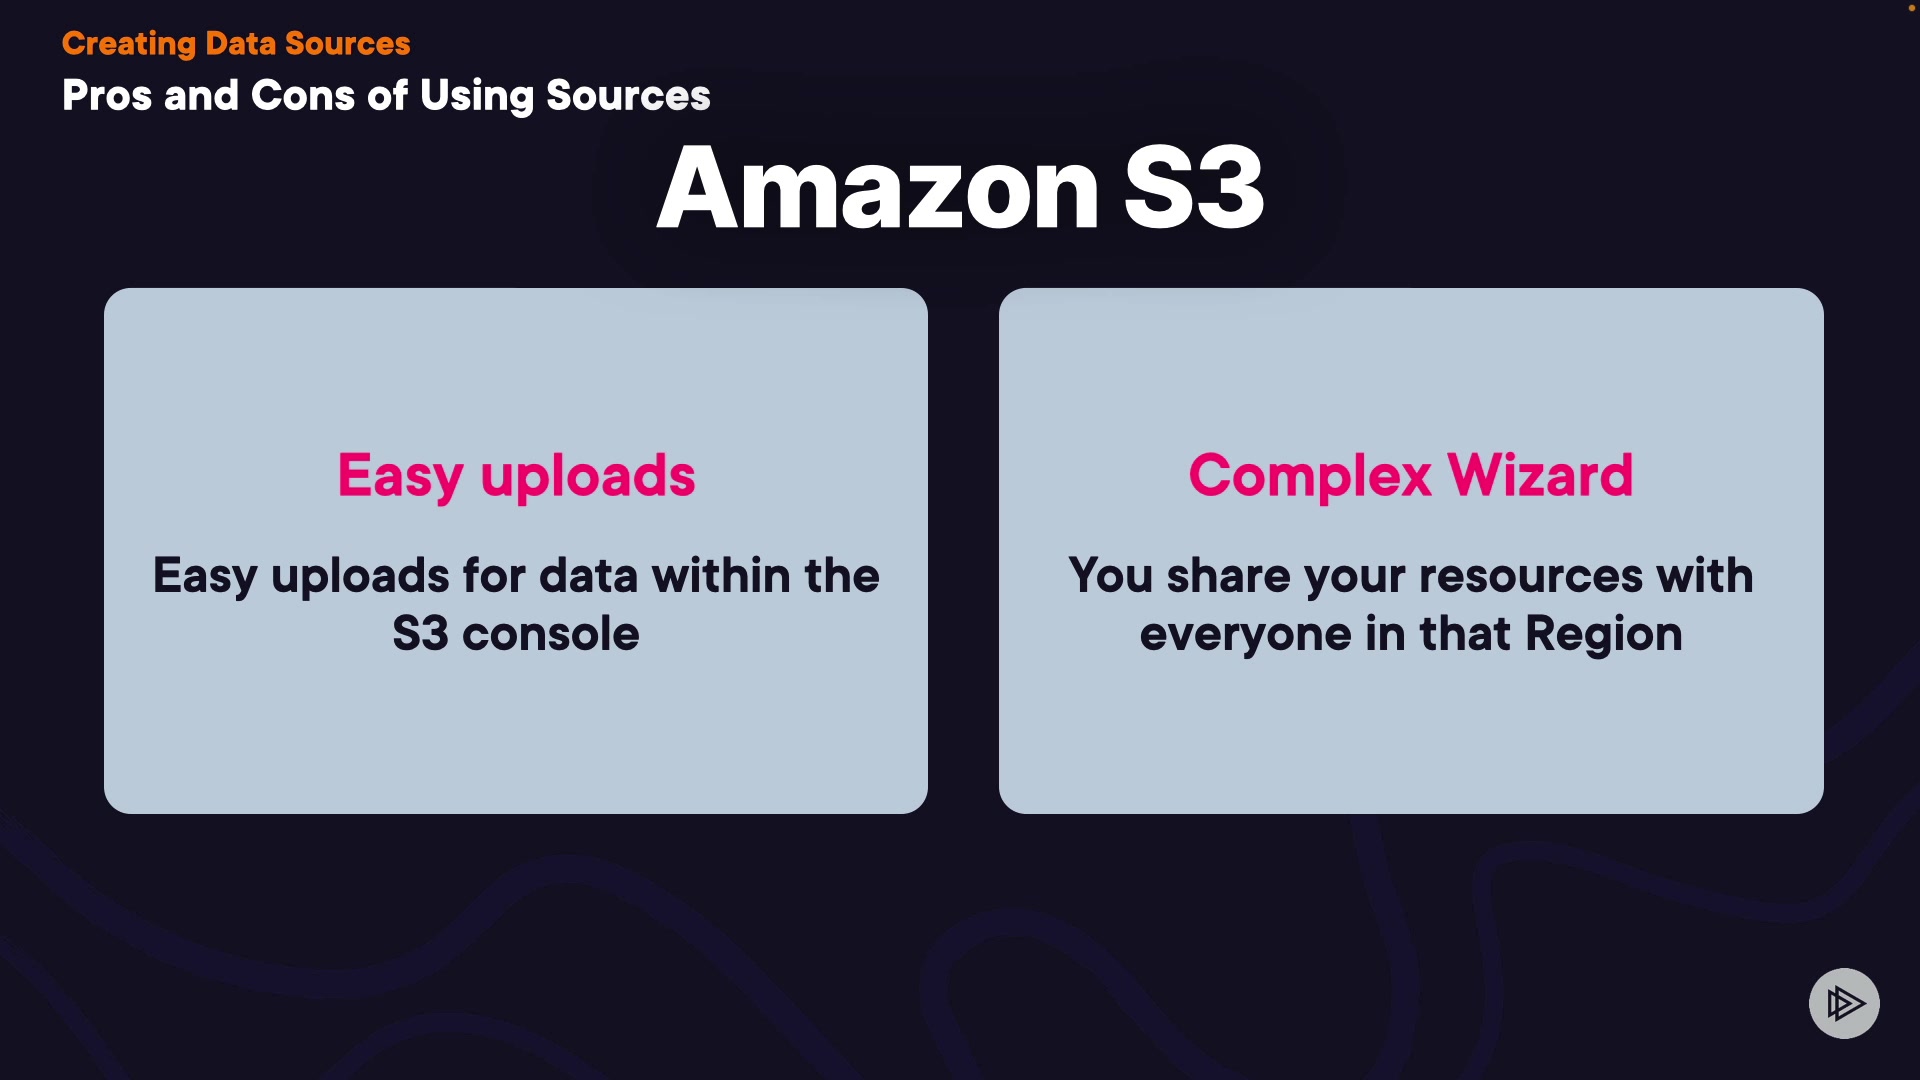 Creating Data Sources
Pros and Cons of Using Sources
Amazon S3
Easy uploads
Easy uploads for data within the
S3 console
Complex Wizard
You share your resources with
everyone in that Region